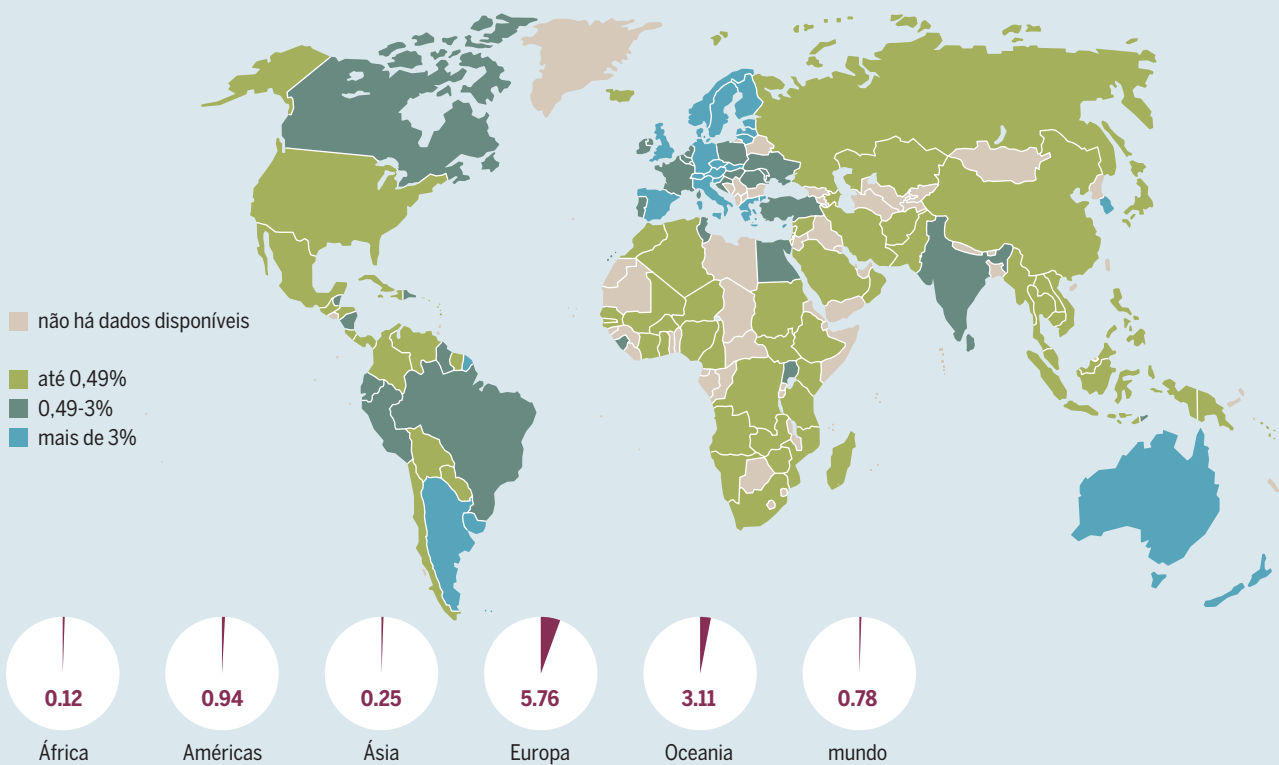 não há dados disponíveis
até 0,49%
0,49-3%
mais de 3%
0.12
0.94
0.25
5.76
3.11
0.78
África
Américas
Ásia
Europa
Oceania
mundo